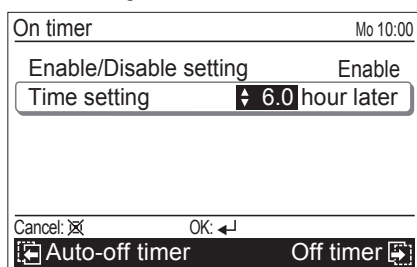 On timer Mo 10:00
Enable/Disable setting Enable
Time setting 6.0 hour later
Cancel: OK:
Auto-off timer Off timer